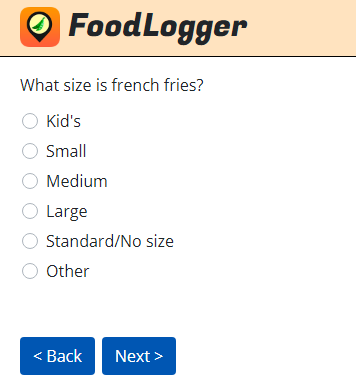 FoodLogger
What size is french fries?
Kid's
Small
Medium
Large
Standard/No size
Other
< Back
Next >